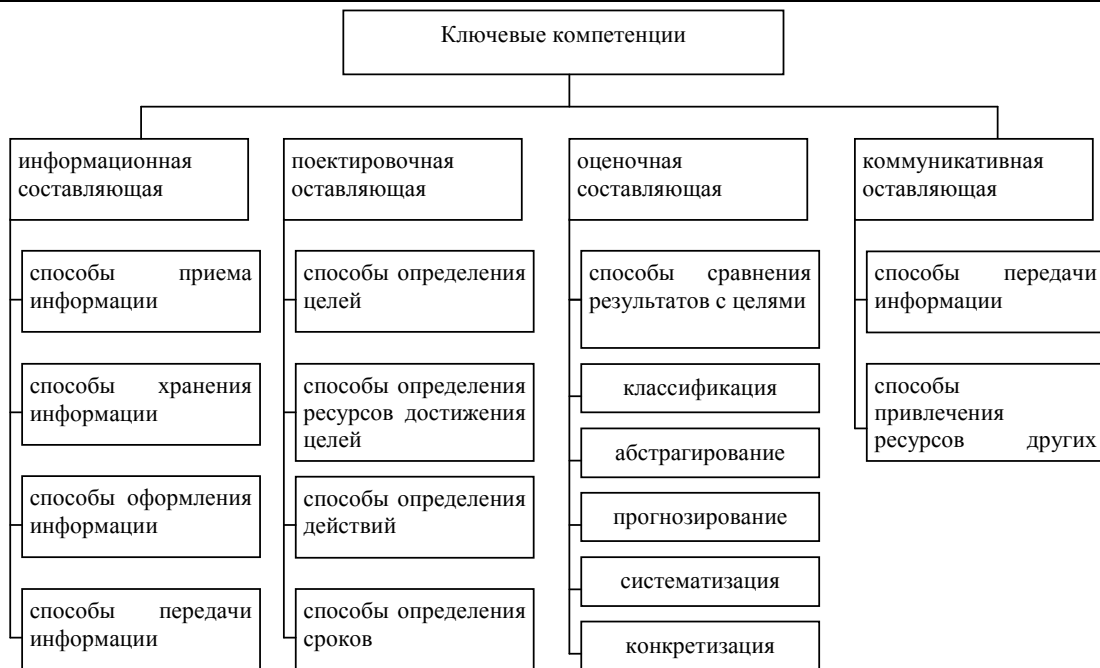 Ключевые компетенции
информационная
составляющая
способы приема
информации
способы хранения
информации
способы оформления
информации
способы передачи
информации
поектировочная
оставляющая
способы определения
целей
способы определения
ресурсов достижения
целей
способы определения
действий
способы определения
сроков
оценочная
составляющая
способы сравнения
результатов с целями
классификация
абстрагирование
прогнозирование
систематизация
конкретизация
коммуникативная
оставляющая
способы передачи
информации
способы
привлечения
ресурсов других